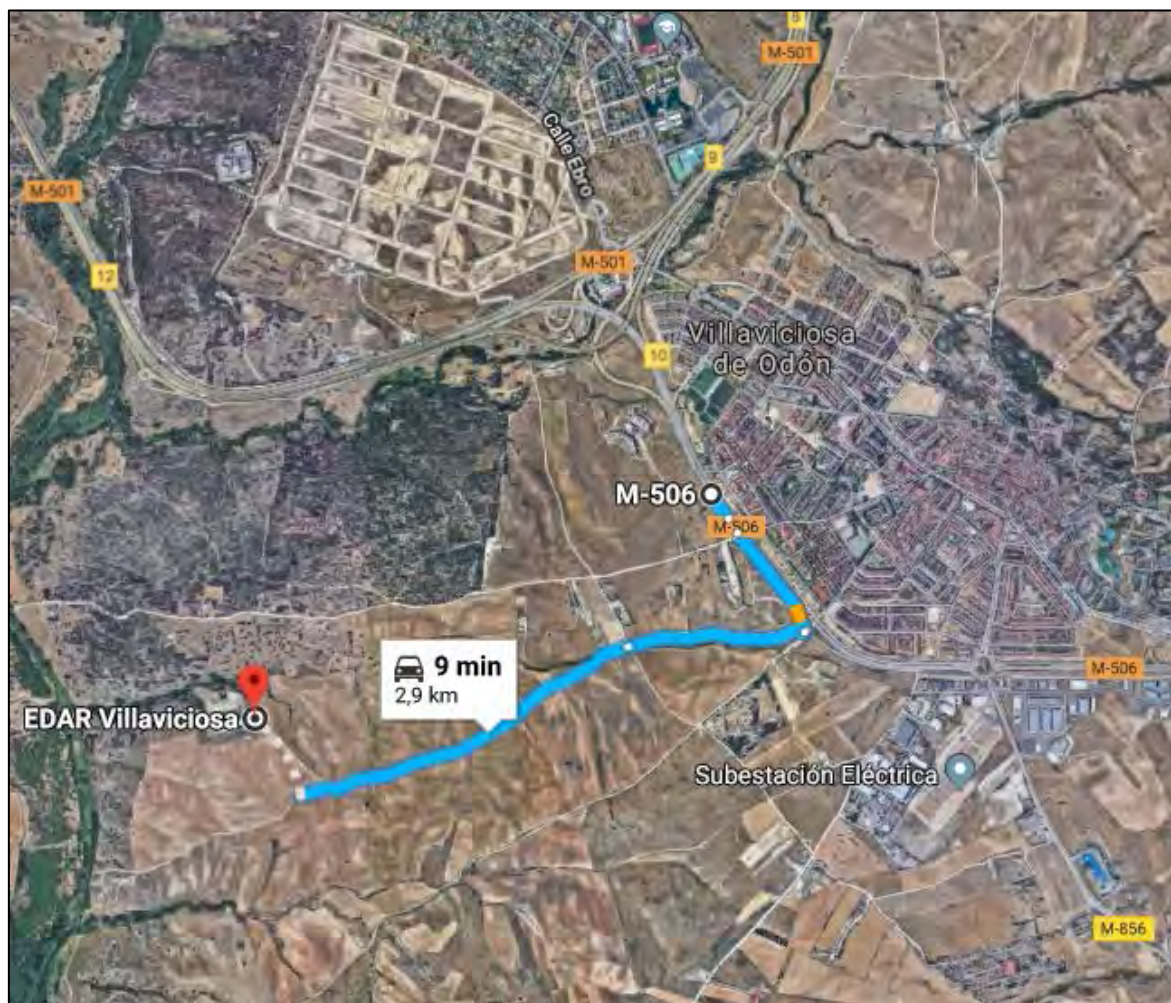 8
M-501
9
Calle Ebro
M-501
12
M-501
Villaviciosa
de Odón
10
M-506
M-506
9 min
2,9 km
M-506
EDAR Villaviciosa
Subestación Eléctrica
M-856